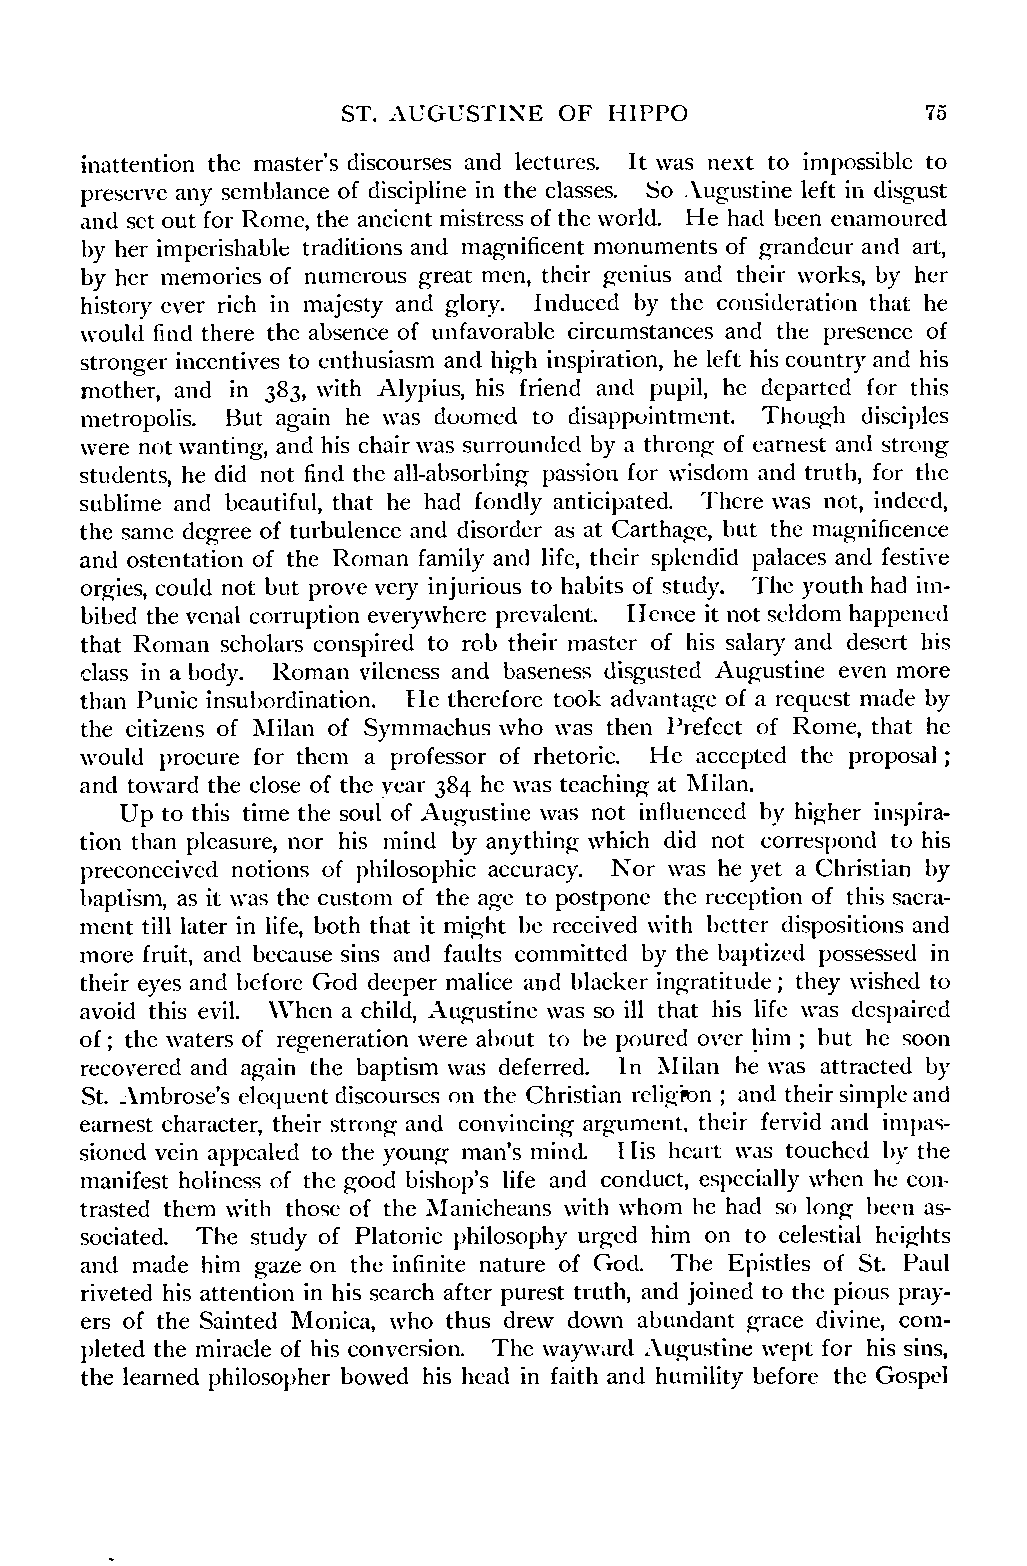 ST. AUGUSTINE OF HIPPO 75
inattention the master's discourses and lectures. It was next to impossible to
preserve any semblance of discipline in the classes. So Augustine left in disgust
and set out for Rome, the ancient mistress of the world. He had been enamoured
by her imperishable traditions and magnificent monuments of grandeur and art,
by her memories of numerous great men, their genius and their works, by her
history ever rich in majesty and glory. Induced by the consideration that he
would find there the absence of unfavorable circumstances and the presence of
stronger incentives to enthusiasm and high inspiration, he left his country and his
mother, and in 383, with Alypius, his friend and pupil, he departed for this
metropolis. But again he was doomed to disappointment. Though disciples
were not wanting, and his chair was surrounded by a throng of earnest and strong
students, he did not find the all-absorbing passion for wisdom and truth, for the
sublime and beautiful, that he had fondly anticipated. There was not, indeed,
the same degree of turbulence and disorder as at Carthage, but the magnificence
and ostentation of the Roman family and life, their splendid palaces and festive
orgies, could not but prove very injurious to habits of study. The youth had im-
bibed the venal corruption everywhere prevalent. Hence it not seldom happened
that Roman scholars conspired to rob their master of his salary and desert his
class in a body. Roman vileness and baseness disgusted Augustine even more
than Punic insubordination. He therefore took advantage of a request made by
the citizens of Milan of Symmachus who was then Prefect of Rome, that he
would procure for them a professor of rhetoric. He accepted the proposal;
and toward the close of the year 384 he was teaching at Milan.
Up to this time the soul of Augustine was not influenced by higher inspira-
tion than pleasure, nor his mind by anything which did not correspond to his
preconceived notions of philosophic accuracy. Nor was he yet a Christian by
baptism, as it was the custom of the age to postpone the reception of this sacra-
ment till later in life, both that it might be received with better dispositions and
more fruit, and because sins and faults committed by the baptized possessed in
their eyes and before God deeper malice and blacker ingratitude; they wished to
avoid this evil. When a child, Augustine was so ill that his life was despaired
of; the waters of regeneration were about to be poured over him; but he soon
recovered and again the baptism was deferred. In Milan he was attracted by
St. Ambrose's eloquent discourses on the Christian religion; and their simple and
earnest character, their strong and convincing argument, their fervid and impas-
sioned vein appealed to the young man's mind. His heart was touched by the
manifest holiness of the good bishop's life and conduct, especially when he con-
trasted them with those of the Manicheans with whom he had so long been as-
sociated. The study of Platonic philosophy urged him on to celestial heights
and made him gaze on the infinite nature of God. The Epistles of St. Paul
riveted his attention in his search after purest truth, and joined to the pious pray-
ers of the Sainted Monica, who thus drew down abundant grace divine, com-
pleted the miracle of his conversion. The wayward Augustine wept for his sins,
the learned philosopher bowed his head in faith and humility before the Gospel